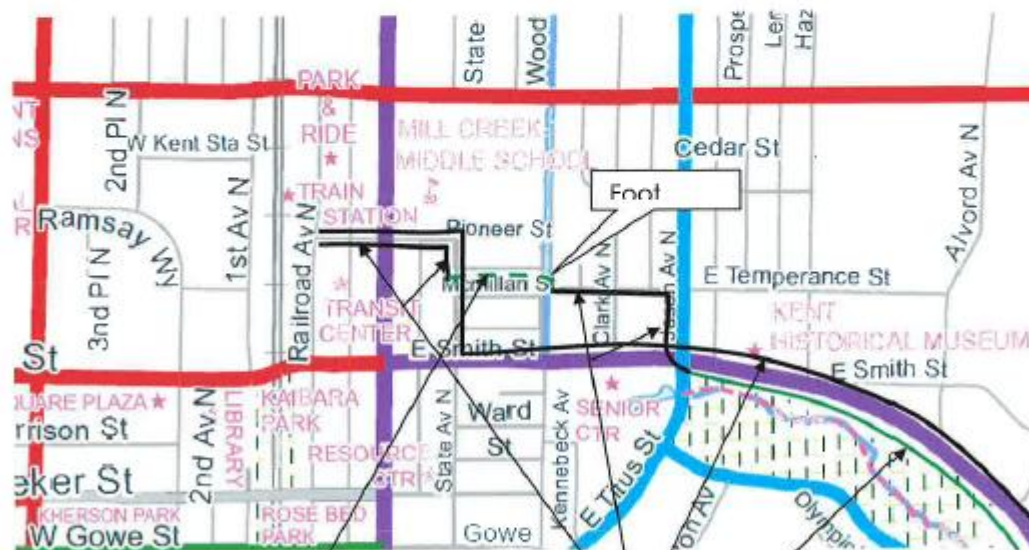 State
Wood
Prospe
Ler
Haz
PARK
&
RIDE
2nd Pl N
W Kent Sta St
MILL CREEK
MIDDLE SCHOOL
Cedar St
Foot
TRAIN
STATION
Alvord Av N
Ramsay Wy
1st Av N
Railroad Av N
Pioneer St
Mcmillan St
Clark Av N
E Temperance St
3rd Pl N
TRANSIT
CENTER
KENT
HISTORICAL MUSEUM
E Smith St
St
E Smith St
QUARE PLAZA
rrison St
2nd Av N
LIBRARY
KAIBARA
PARK
Ward
St
SENIOR
CTR
RESOURCE
CTR
State Av N
Kennebeck Av
E Titus St
eker St
on Av
Olympic
KHERSON PARK
W Gowe St
ROSE BED
PARK
Gowe